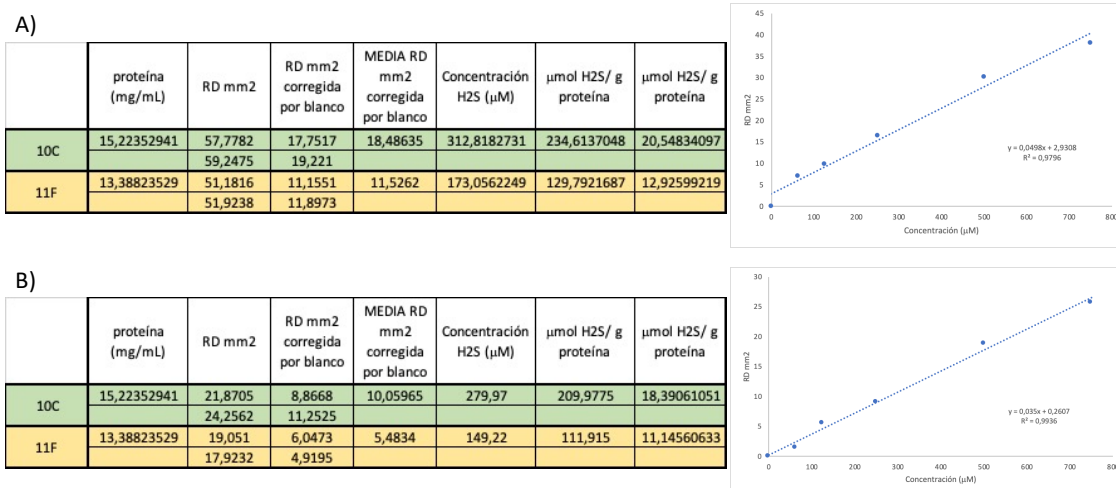 A)
proteína (mg/mL) RD mm2 RD mm2 corregida por blanco MEDIA RD mm2 corregida por blanco Concentración H2S (μM) μmol H2S/ g proteína μmol H2S/ g proteína
10C 15,22352941 57,7782 17,7517 18,48635 312,8182731 234,6137048 20,54834097
59,2475 19,221
11F 13,38823529 51,1816 11,1551 11,5262 173,0562249 129,7921687 12,92599219
51,9238 11,8973
45
40
35
30
25
20
15
10
5
0
RD mm2
y = 0,0498x + 2,9308
R² = 0,9796
0 100 200 300 400 500 600 700 800
Concentración (μM)
B)
proteína (mg/mL) RD mm2 RD mm2 corregida por blanco MEDIA RD mm2 corregida por blanco Concentración H2S (μM) μmol H2S/ g proteína μmol H2S/ g proteína
10C 15,22352941 21,8705 8,8668 10,05965 279,97 209,9775 18,39061051
24,2562 11,2525
11F 13,38823529 19,051 6,0473 5,4834 149,22 111,915 11,14560633
17,9232 4,9195
30
25
20
15
10
5
0
RD mm2
y = 0,035x + 0,2607
R² = 0,9936
0 100 200 300 400 500 600 700 800
Concentración (μM)